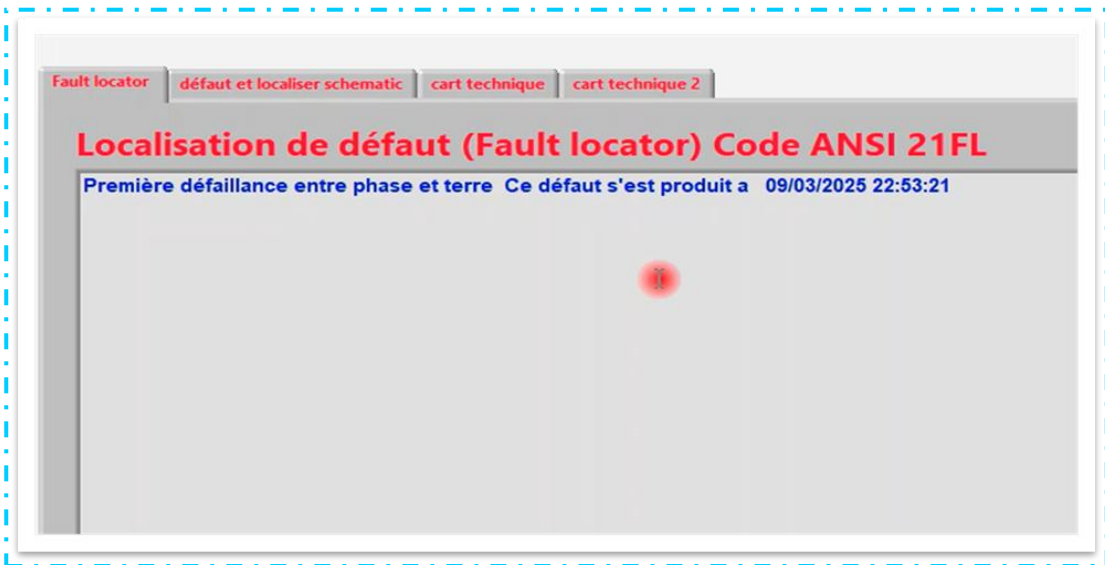 Fault locator défaut et localiser schematic cart technique cart technique 2
Localisation de défaut (Fault locator) Code ANSI 21FL
Première défaillance entre phase et terre Ce défaut s'est produit a 09/03/2025 22:53:21